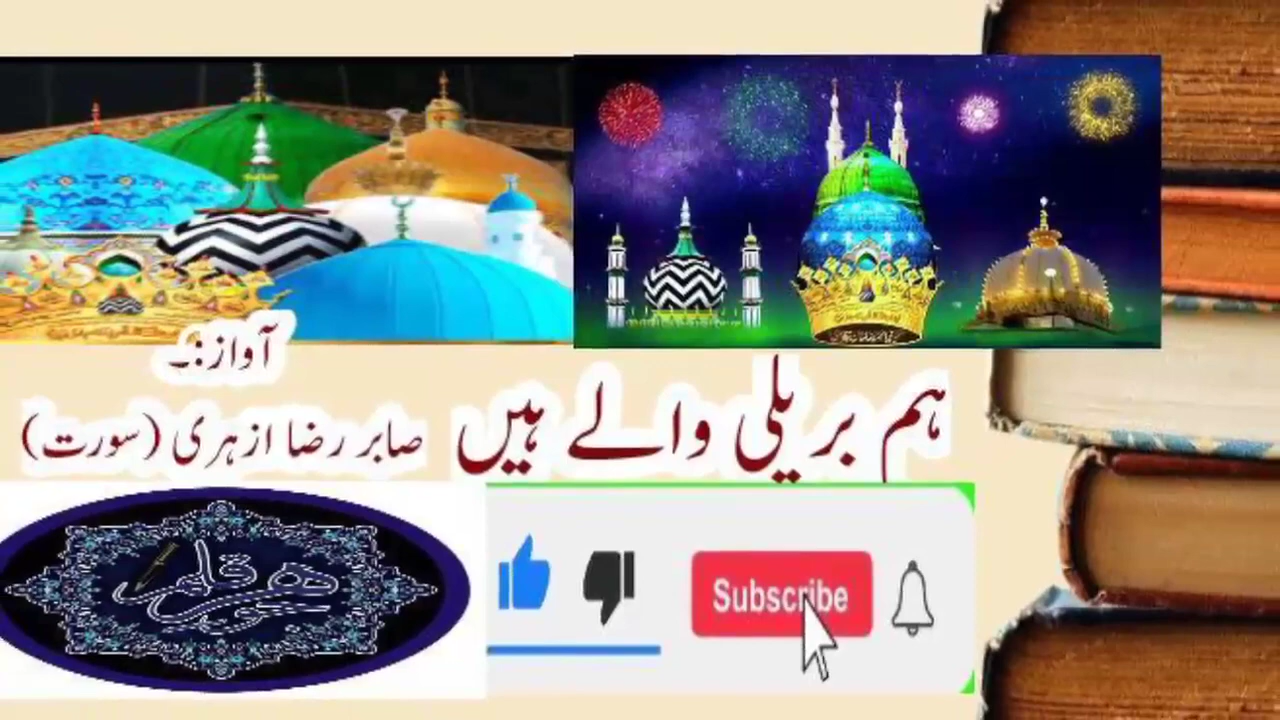 آواز:۔
ہم بریلی والے ہیں
صابر رضا ازہری (سورت)
Subscribe